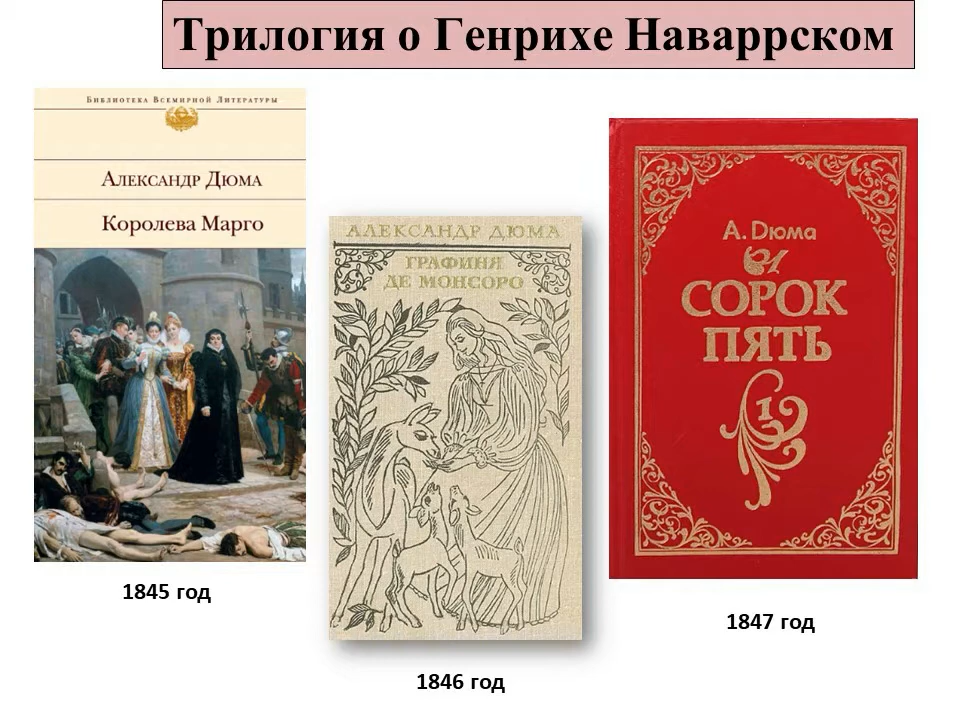 Трилогия о Генрихе Наваррском
Библиотека Всемирной Литературы
Александр Дюма
Королева Марго
1845 год
АЛЕКСАНДР ДЮМА
ГРАФИНЯ
ДЕ МОНСОРО
1846 год
А. Дюма
СОРОК
ПЯТЬ
1
1847 год